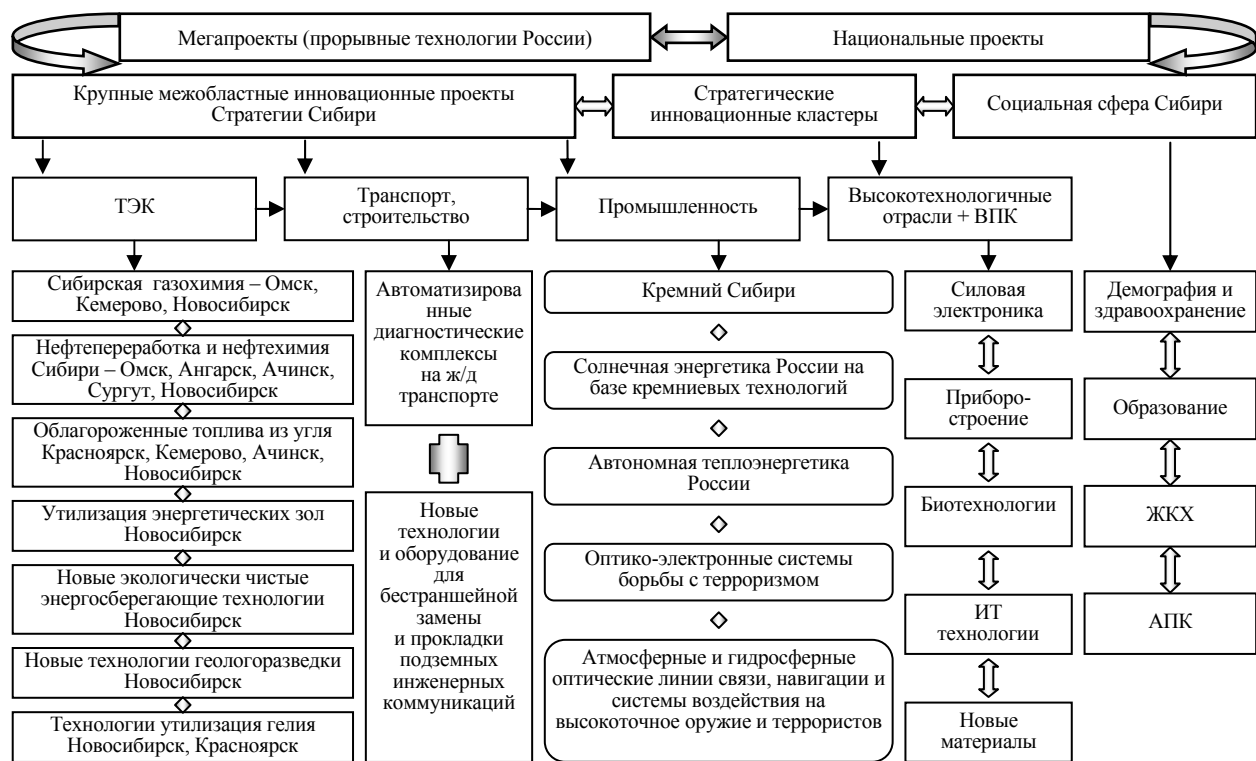 Мегапроекты (прорывные технологии России)
Национальные проекты
Крупные межобластные инновационные проекты
Стратегии Сибири
Стратегические
инновационные кластеры
Социальная сфера Сибири
ТЭК
Транспорт,
строительство
Промышленность
Высокотехнологичные
отрасли + ВПК
Сибирская газохимия – Омск,
Кемерово, Новосибирск
Нефтепереработка и нефтехимия
Сибири – Омск, Ангарск, Ачинск,
Сургут, Новосибирск
Облагороженные топлива из угля
Красноярск, Кемерово, Ачинск,
Новосибирск
Утилизация энергетических зол
Новосибирск
Новые экологически чистые
энергосберегающие технологии
Новосибирск
Новые технологии геологоразведки
Новосибирск
Технологии утилизация гелия
Новосибирск, Красноярск
Автоматизирова
нные
диагностические
комплексы
на ж/д
транспорте
Новые
технологии
и оборудование
для
бестраншейной
замены
и прокладки
подземных
инженерных
коммуникаций
Кремний Сибири
Солнечная энергетика России на
базе кремниевых технологий
Автономная теплоэнергетика
России
Оптико-электронные системы
борьбы с терроризмом
Атмосферные и гидросферные
оптические линии связи, навигации и
системы воздействия на
высокоточное оружие и террористов
Силовая
электроника
Приборо-
строение
Биотехнологии
ИТ
технологии
Новые
материалы
Демография и
здравоохранение
Образование
ЖКХ
АПК